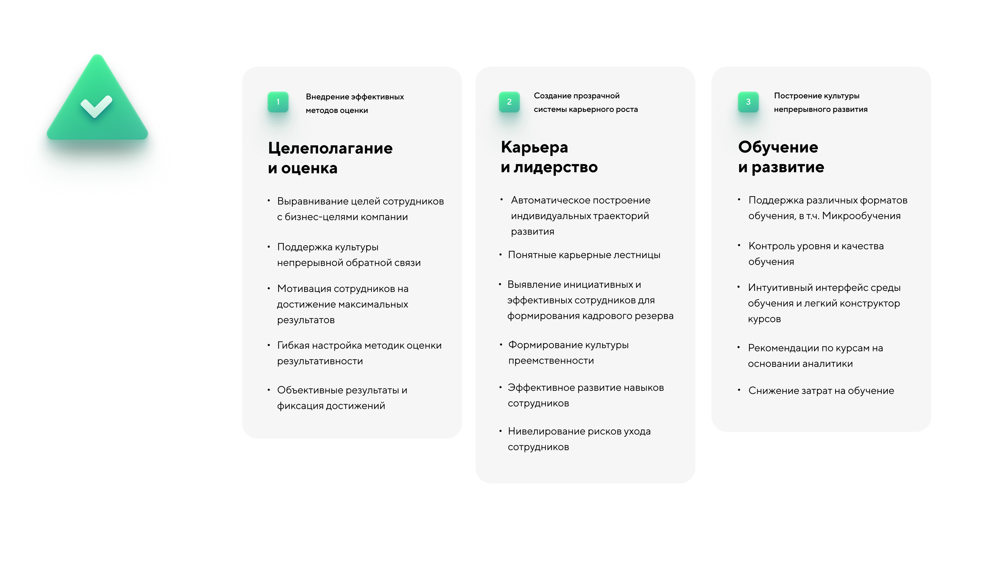 1
Внедрение эффективных
методов оценки
Целеполагание
и оценка
• Выравнивание целей сотрудников
с бизнес-целями компании
• Поддержка культуры
непрерывной обратной связи
• Мотивация сотрудников на
достижение максимальных
результатов
• Гибкая настройка методик оценки
результативности
• Объективные результаты и
фиксация достижений
2
Создание прозрачной
системы карьерного роста
Карьера
и лидерство
• Автоматическое построение
индивидуальных траекторий
развития
• Понятные карьерные лестницы
• Выявление инициативных и
эффективных сотрудников для
формирования кадрового резерва
• Формирование культуры
преемственности
• Эффективное развитие навыков
сотрудников
• Нивелирование рисков ухода
сотрудников
3
Построение культуры
непрерывного развития
Обучение
и развитие
• Поддержка различных форматов
обучения, в т.ч. Микрообучения
• Контроль уровня и качества
обучения
• Интуитивный интерфейс среды
обучения и легкий конструктор
курсов
• Рекомендации по курсам на
основании аналитики
• Снижение затрат на обучение